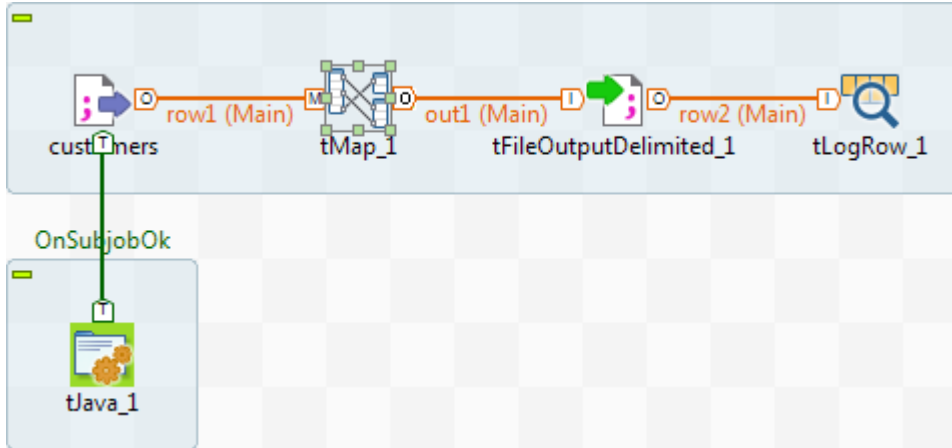 O row1 (Main) M O out1 (Main) I O row2 (Main) I
customers tMap_1 tFileOutputDelimited_1 tLogRow_1
T
OnSubjobOk
T
tJava_1